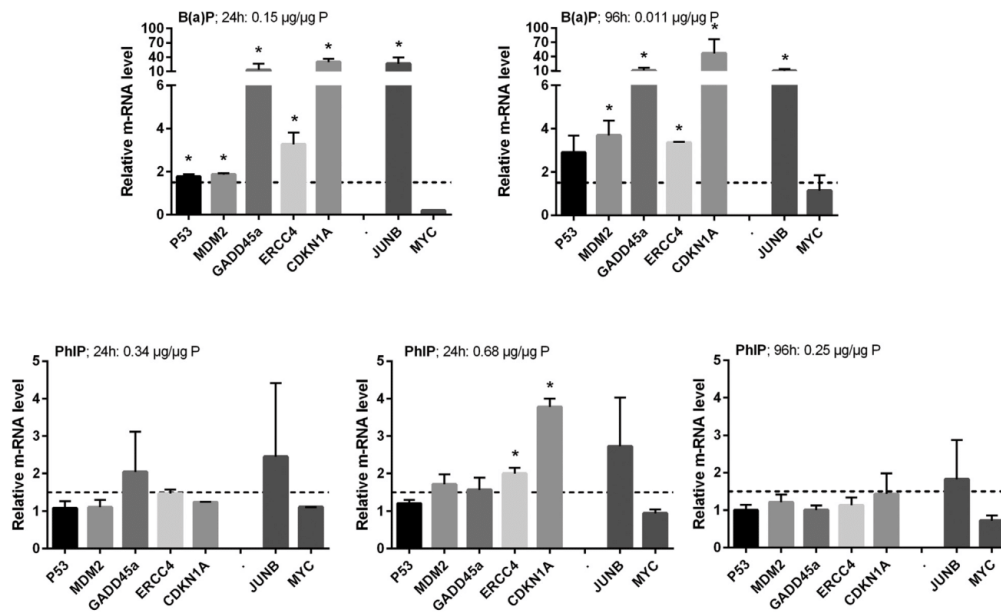 B(a)P; 24h: 0.15 µg/µg P
Relative m-RNA level
100
70
40
10
6
4
2
0
* * * * * *
P53
MDM2
GADD45a
ERCC4
CDKN1A
.
JUNB
MYC
B(a)P; 96h: 0.011 µg/µg P
Relative m-RNA level
100
70
40
10
6
4
2
0
* * * * *
P53
MDM2
GADD45a
ERCC4
CDKN1A
.
JUNB
MYC
PhIP; 24h: 0.34 µg/µg P
Relative m-RNA level
5
4
3
2
1
0
P53
MDM2
GADD45a
ERCC4
CDKN1A
.
JUNB
MYC
PhIP; 24h: 0.68 µg/µg P
Relative m-RNA level
5
4
3
2
1
0
* *
P53
MDM2
GADD45a
ERCC4
CDKN1A
.
JUNB
MYC
PhIP; 96h: 0.25 µg/µg P
Relative m-RNA level
5
4
3
2
1
0
P53
MDM2
GADD45a
ERCC4
CDKN1A
.
JUNB
MYC